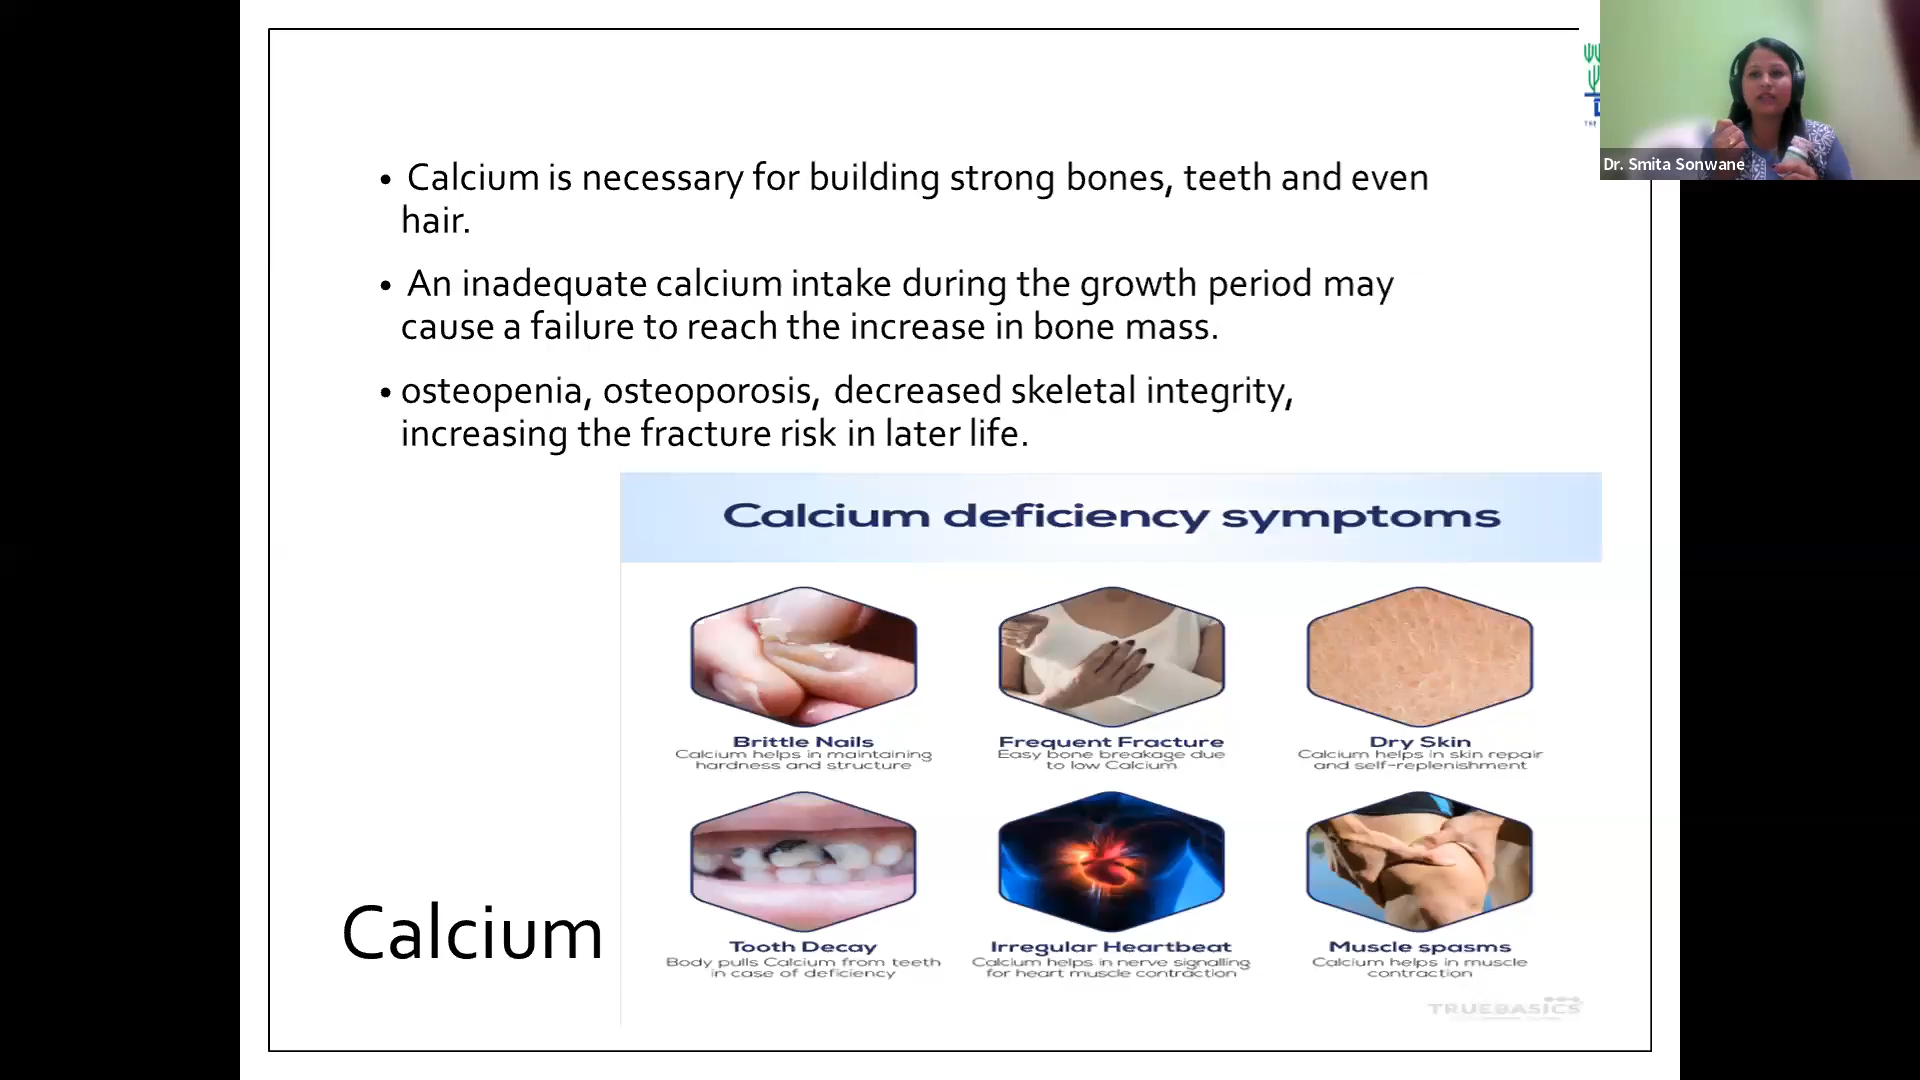 Calcium is necessary for building strong bones, teeth and even
hair.
An inadequate calcium intake during the growth period may
cause a failure to reach the increase in bone mass.
osteopenia, osteoporosis, decreased skeletal integrity,
increasing the fracture risk in later life.
Dr. Smita Sonwane
Calcium deficiency symptoms
Brittle Nails
Calcium helps in maintaining
hardness and structure
Frequent Fracture
Easy bone breakage due
to low Calcium
Dry Skin
Calcium helps in skin repair
and self-replenishment
Tooth Decay
Body pulls Calcium from teeth
in case of deficiency
Irregular Heartbeat
Calcium helps in nerve signalling
for heart muscle contraction
Muscle spasms
Calcium helps in muscle
contraction
Calcium
TRUEBASICS